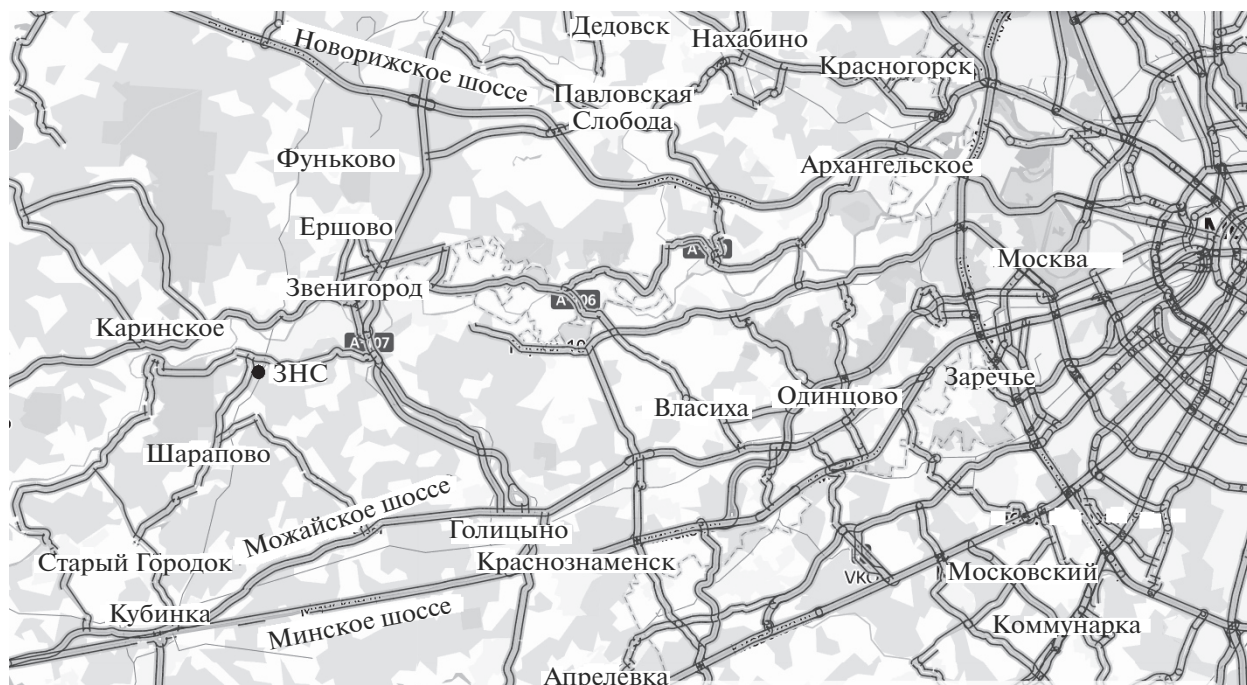 Дедовск
Нахабино
Новорижское шоссе
Красногорск
Павловская
Слобода
Фуньково
Архангельское
Ершово
Москва
Звенигород
Каринское
ЗНС
Заречье
Одинцово
Власиха
Шарапово
Можайское шоссе
Голицыно
Старый Городок
Краснознаменск
Московский
Кубинка
Минское шоссе
Коммунарка
Апрелевка